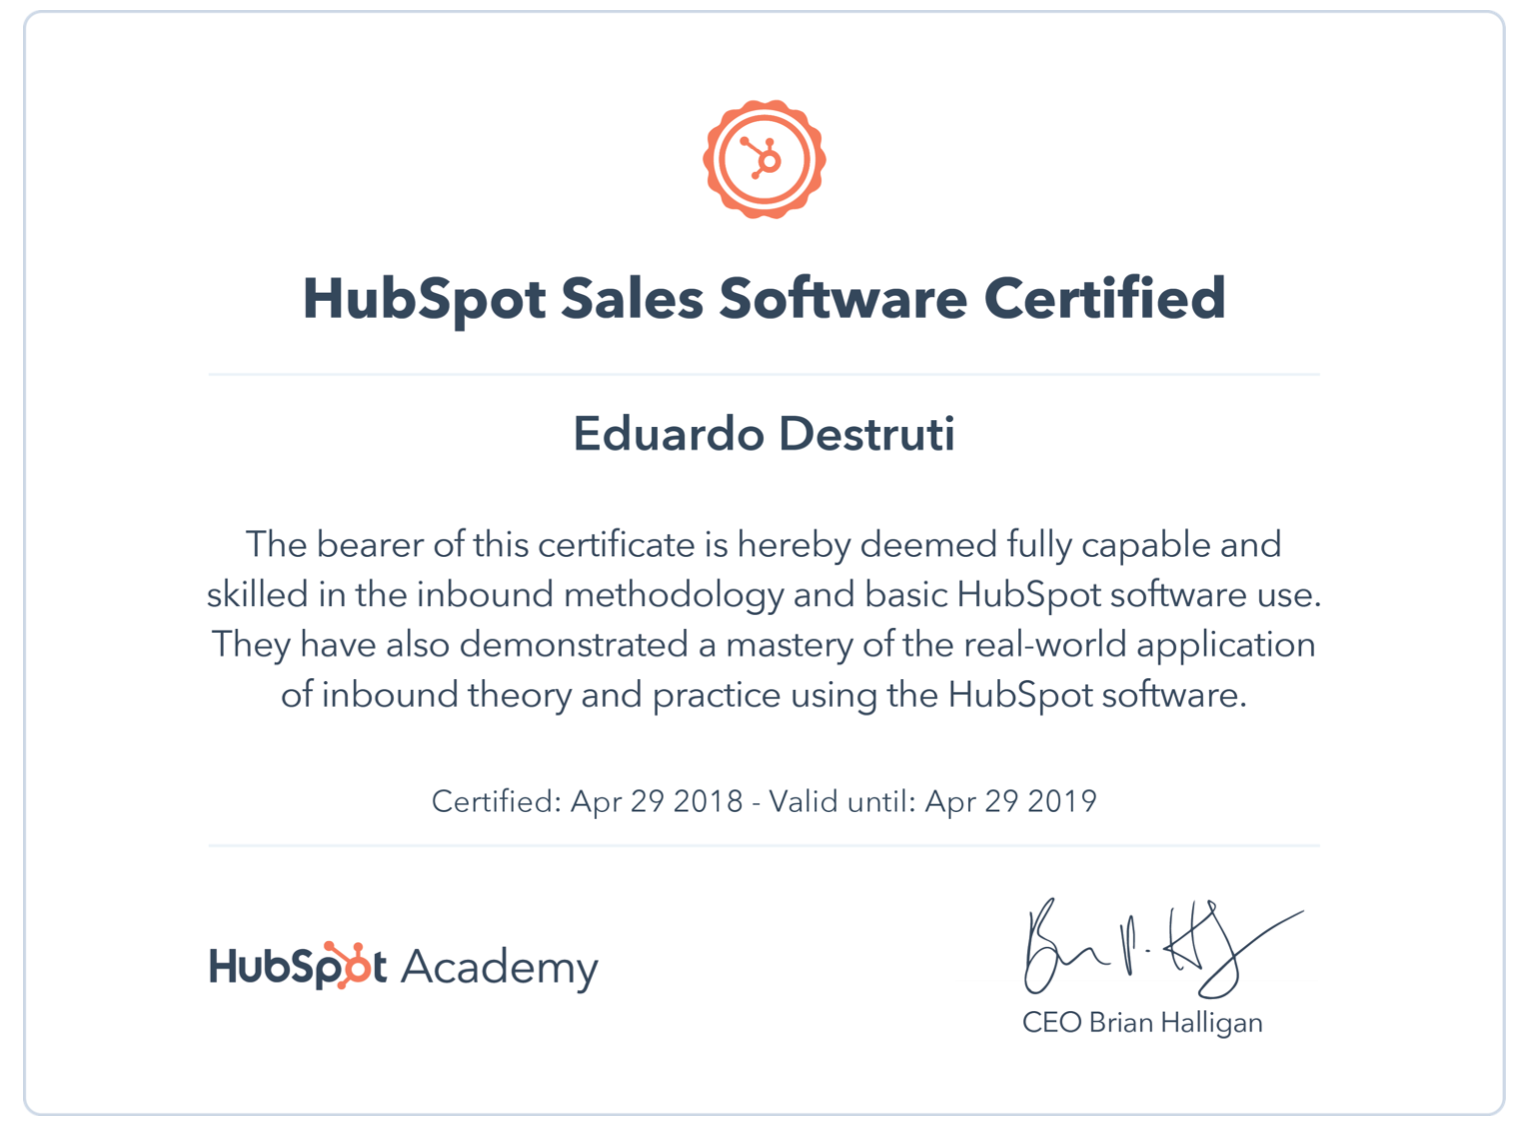 HubSpot Sales Software Certified
Eduardo Destruti
The bearer of this certificate is hereby deemed fully capable and
skilled in the inbound methodology and basic HubSpot software use.
They have also demonstrated a mastery of the real-world application
of inbound theory and practice using the HubSpot software.
Certified: Apr 29 2018 - Valid until: Apr 29 2019
HubSpot Academy
CEO Brian Halligan